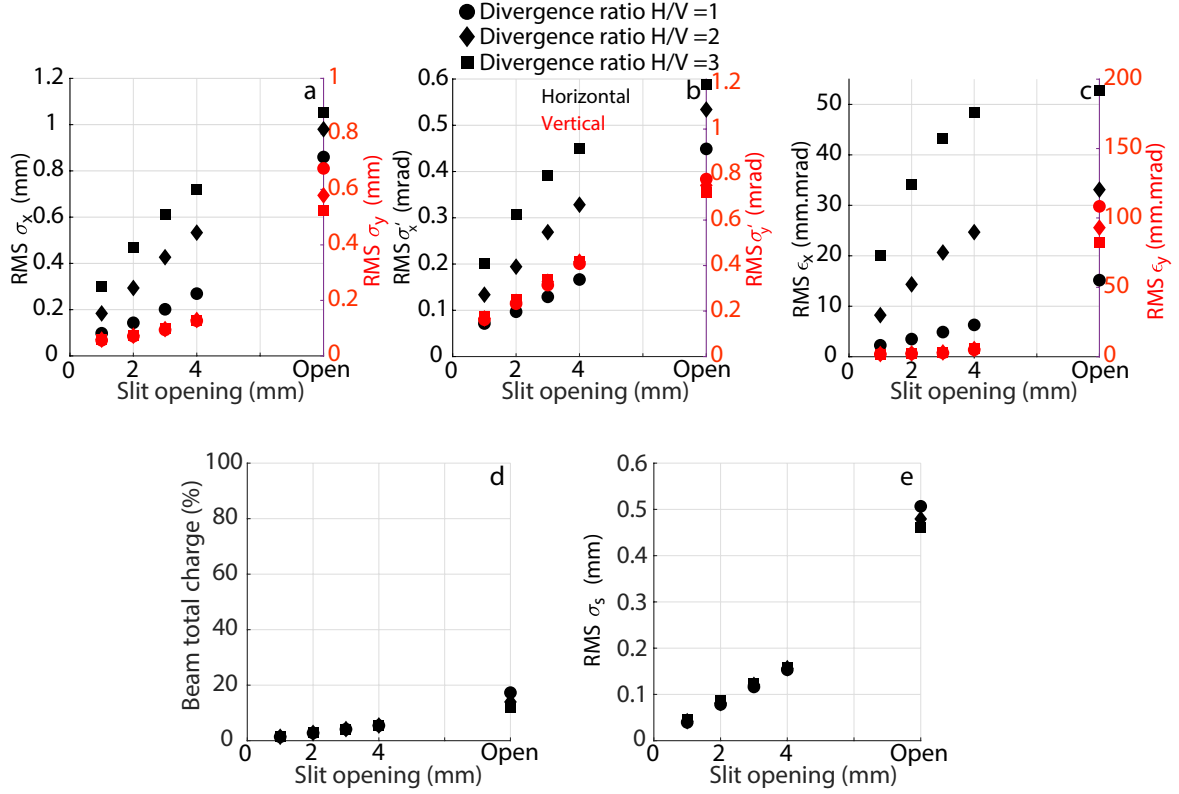 Divergence ratio H/V =1
Divergence ratio H/V =2
Divergence ratio H/V =3
a
RMS σx (mm)
1.2
1
0.8
0.6
0.4
0.2
0
0 2 4 Open
Slit opening (mm)
1
0.8
0.6
0.4
0.2
0
RMS σy (mm)
b
Horizontal
Vertical
RMS σx′ (mrad)
0.6
0.5
0.4
0.3
0.2
0.1
0
0 2 4 Open
Slit opening (mm)
1.2
1
0.8
0.6
0.4
0.2
0
RMS σy′ (mrad)
c
RMS ϵx (mm.mrad)
50
40
30
20
10
0
0 2 4 Open
Slit opening (mm)
200
150
100
50
0
RMS ϵy (mm.mrad)
d
Beam total charge (%)
100
80
60
40
20
0
0 2 4 Open
Slit opening (mm)
e
RMS σs (mm)
0.6
0.5
0.4
0.3
0.2
0.1
0
0 2 4 Open
Slit opening (mm)